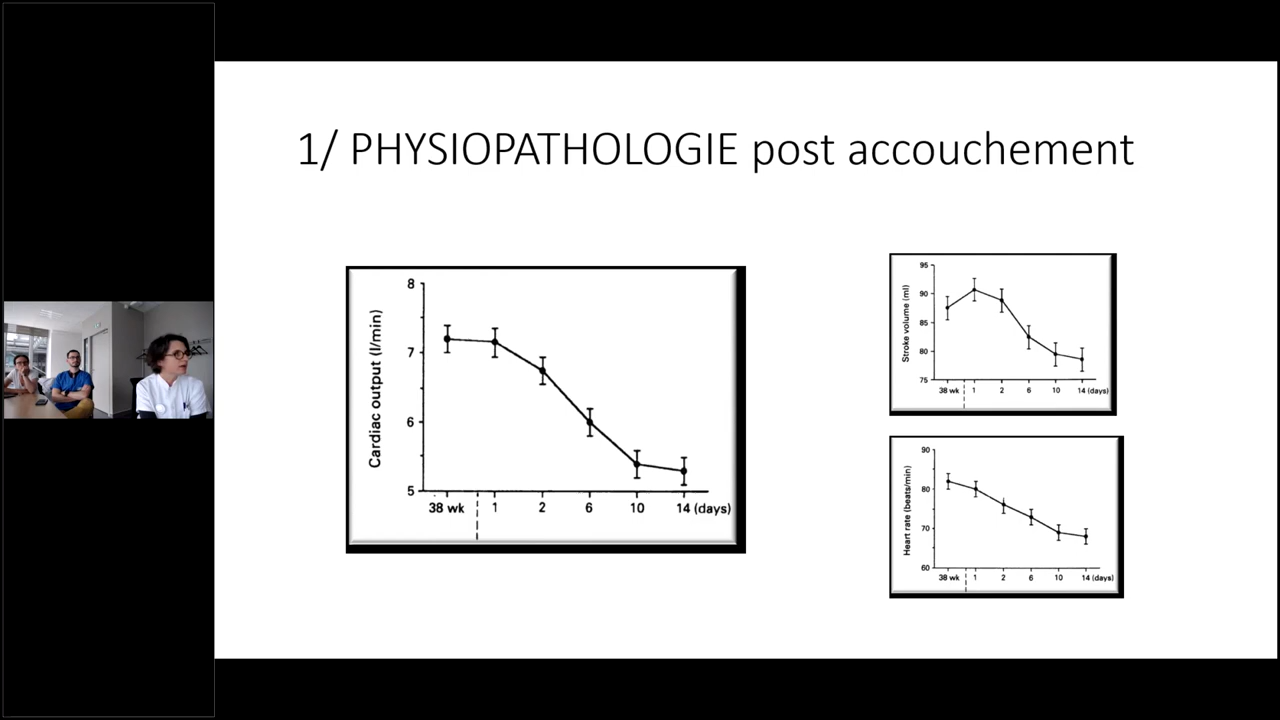 1/ PHYSIOPATHOLOGIE post accouchement
Cardiac output (l/min)
8
7
6
5
38 wk 1 2 6 10 14 (days)
Stroke volume (ml)
95
90
85
80
75
38 wk 1 2 6 10 14 (days)
Heart rate (beats/min)
90
80
70
60
38 wk 1 2 6 10 14 (days)